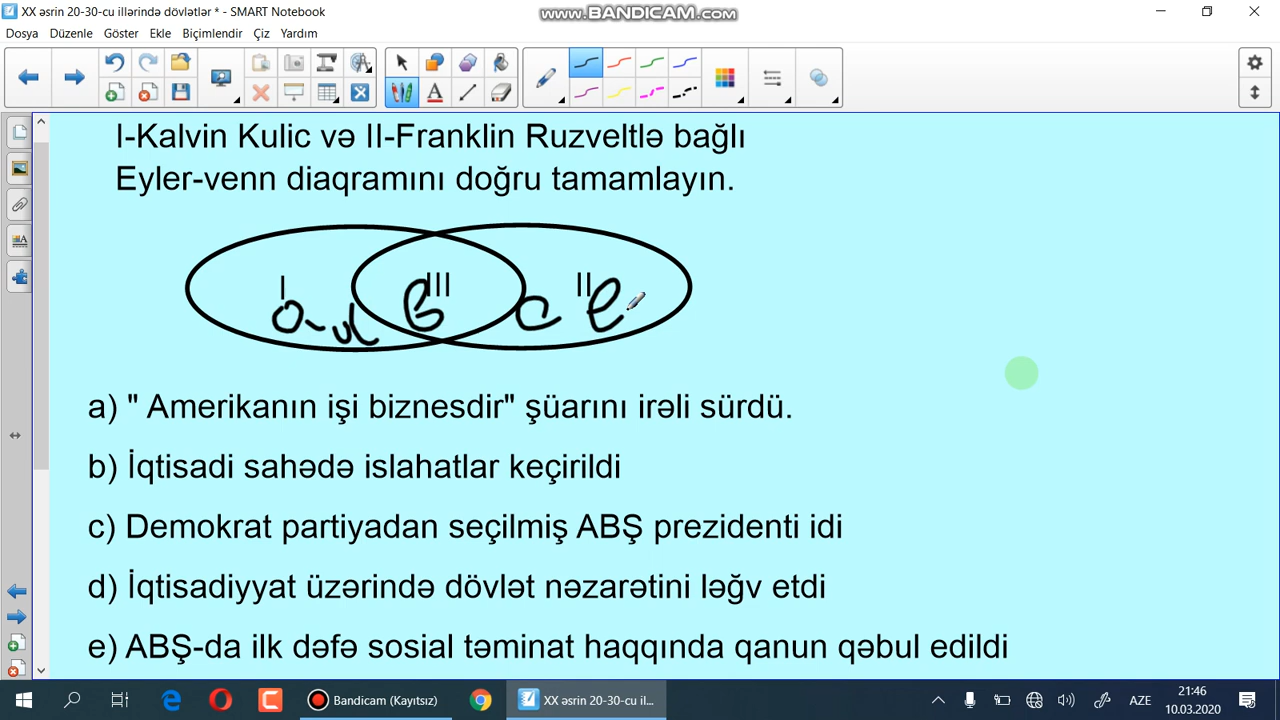 XX əsrin 20-30-cu illərində dövlətlər * - SMART Notebook
www.BANDICAM.com
Dosya Düzenle Göster Ekle Biçimlendir Çiz Yardım
I-Kalvin Kulic və II-Franklin Ruzveltlə bağlı
Eyler-venn diaqramını doğru tamamlayın.
I III II
a) " Amerikanın işi biznesdir" şüarını irəli sürdü.
b) İqtisadi sahədə islahatlar keçirildi
c) Demokrat partiyadan seçilmiş ABŞ prezidenti idi
d) İqtisadiyyat üzərində dövlət nəzarətini ləğv etdi
e) ABŞ-da ilk dəfə sosial təminat haqqında qanun qəbul edildi
Bandicam (Kayıtsız) XX əsrin 20-30-cu il... AZE 21:46
10.03.2020